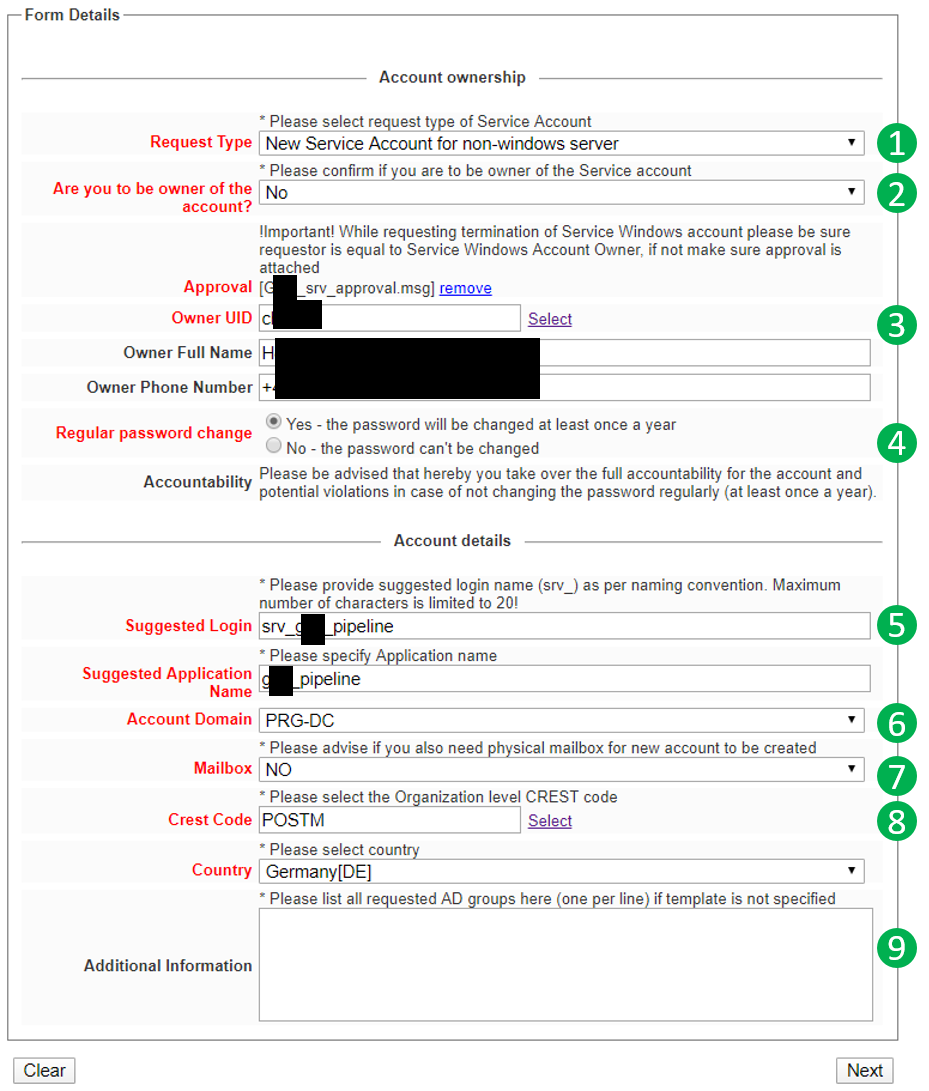 Form Details
Account ownership
* Please select request type of Service Account
Request Type New Service Account for non-windows server 1
* Please confirm if you are to be owner of the Service account
Are you to be owner of the
account? No 2
!Important! While requesting termination of Service Windows account please be sure
requestor is equal to Service Windows Account Owner, if not make sure approval is
attached
Approval [G _srv_approval.msg] remove
Owner UID c Select 3
Owner Full Name H
Owner Phone Number +4
Regular password change
Yes - the password will be changed at least once a year
No - the password can't be changed 4
Accountability
Please be advised that hereby you take over the full accountability for the account and
potential violations in case of not changing the password regularly (at least once a year).
Account details
* Please provide suggested login name (srv_) as per naming convention. Maximum
number of characters is limited to 20!
Suggested Login srv_g _pipeline 5
* Please specify Application name
Suggested Application
Name g _pipeline
Account Domain PRG-DC 6
* Please advise if you also need physical mailbox for new account to be created
Mailbox NO 7
* Please select the Organization level CREST code
Crest Code POSTM Select 8
* Please select country
Country Germany[DE]
* Please list all requested AD groups here (one per line) if template is not specified
Additional Information 9
Clear Next